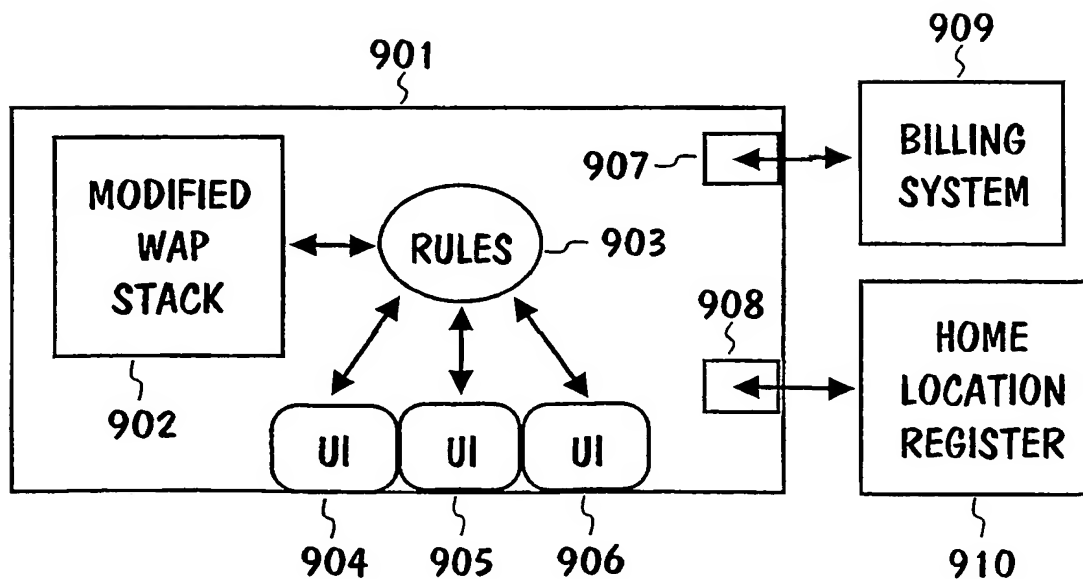 901
909
MODIFIED
WAP
STACK
RULES
903
907
BILLING
SYSTEM
908
HOME
LOCATION
REGISTER
902
UI
UI
UI
904
905
906
910